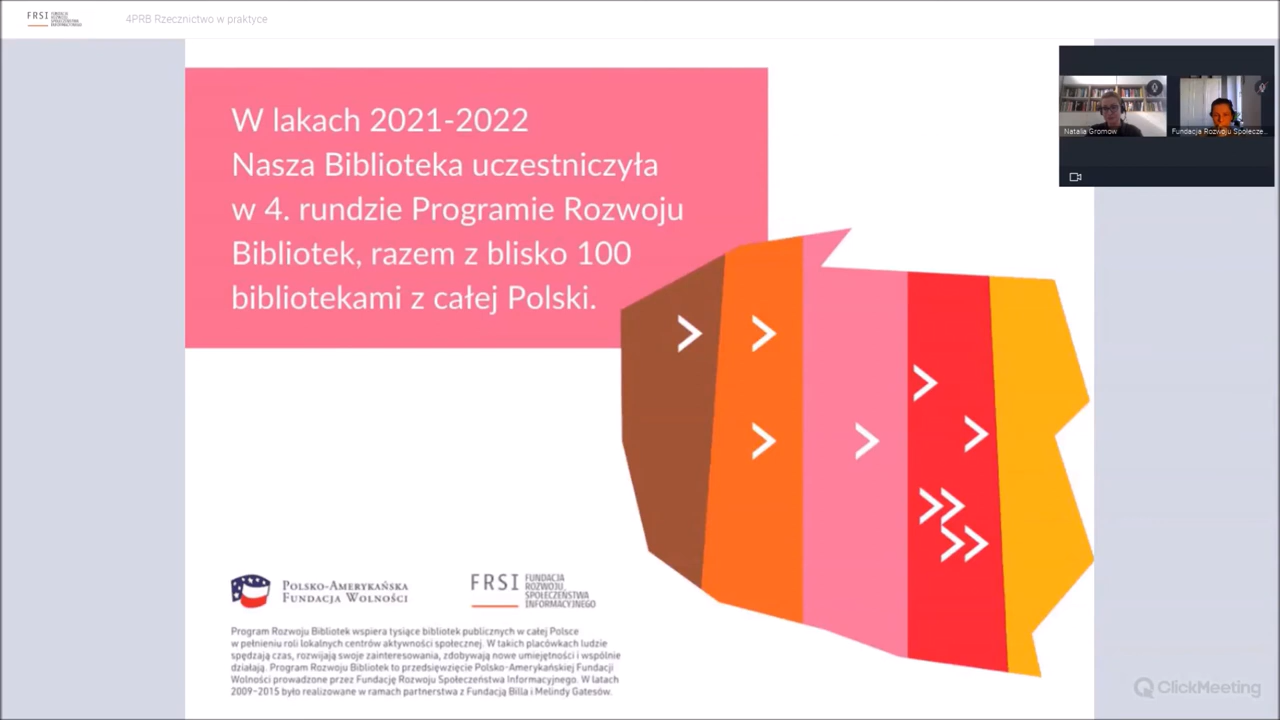 FRSI FUNDACJA ROZWOJU SPOŁECZEŃSTWA INFORMACYJNEGO
4PRB Rzecznictwo w praktyce
W lakach 2021-2022
Nasza Biblioteka uczestniczyła
w 4. rundzie Programie Rozwoju
Bibliotek, razem z blisko 100
bibliotekami z całej Polski.
Natalia Gromow
Fundacja Rozwoju Społecze...
POLSKO-AMERYKAŃSKA
FUNDACJA WOLNOŚCI
FRSI
FUNDACJA
ROZWOJU
SPOŁECZEŃSTWA
INFORMACYJNEGO
Program Rozwoju Bibliotek wspiera tysiące bibliotek publicznych w całej Polsce
w pełnieniu roli lokalnych centrów aktywności społecznej. W takich placówkach ludzie
spędzają czas, rozwijają swoje zainteresowania, zdobywają nowe umiejętności i wspólnie
działają. Program Rozwoju Bibliotek to przedsięwzięcie Polsko-Amerykańskiej Fundacji
Wolności prowadzone przez Fundację Rozwoju Społeczeństwa Informacyjnego. W latach
2009-2015 było realizowane w ramach partnerstwa z Fundacją Billa i Melindy Gatesów.
ClickMeeting